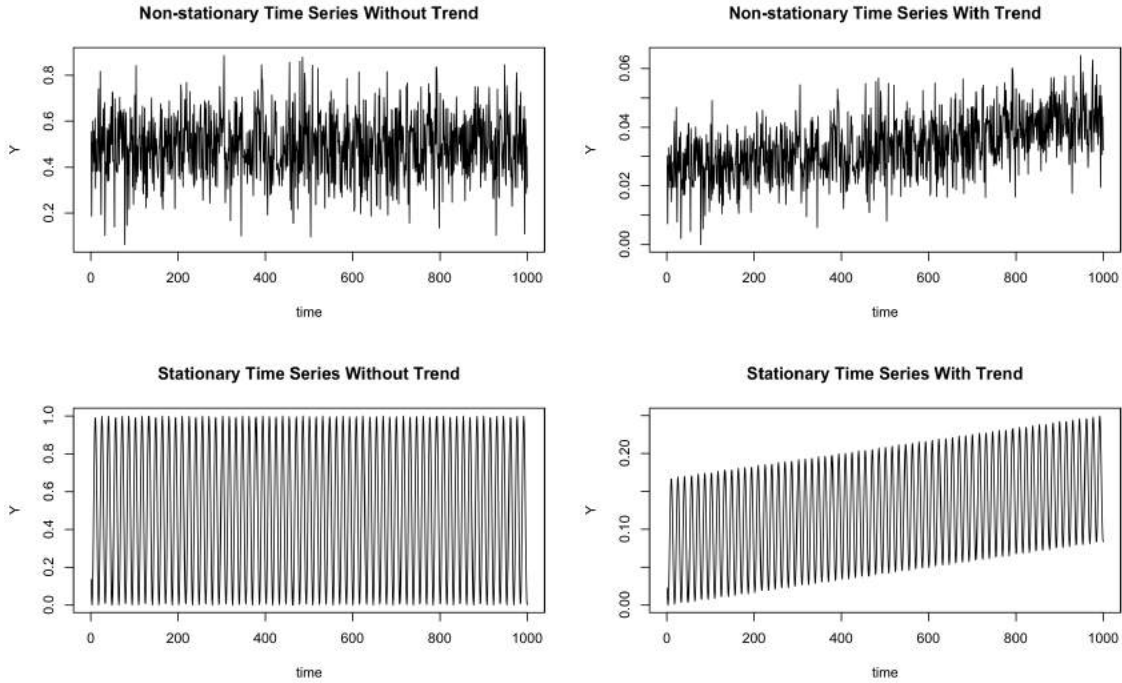 Non-stationary Time Series Without Trend
Y
0.2 0.4 0.6 0.8
0 200 400 600 800 1000
time
Non-stationary Time Series With Trend
Y
0.00 0.02 0.04 0.06
0 200 400 600 800 1000
time
Stationary Time Series Without Trend
Y
0.0 0.2 0.4 0.6 0.8 1.0
0 200 400 600 800 1000
time
Stationary Time Series With Trend
Y
0.00 0.10 0.20
0 200 400 600 800 1000
time